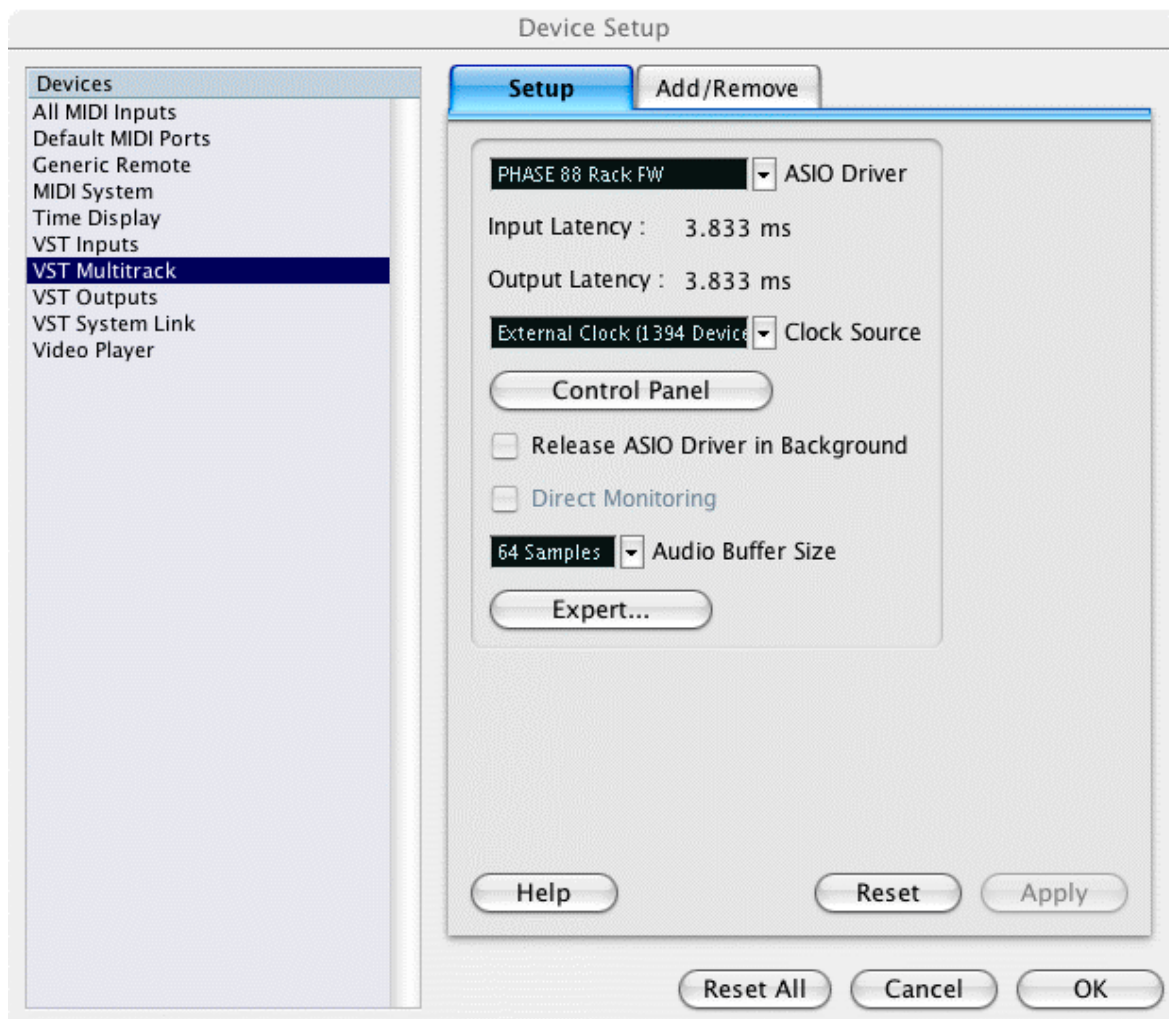 Device Setup
Devices
All MIDI Inputs
Default MIDI Ports
Generic Remote
MIDI System
Time Display
VST Inputs
VST Multitrack
VST Outputs
VST System Link
Video Player
Setup
Add/Remove
PHASE 88 Rack FW ASIO Driver
Input Latency : 3.833 ms
Output Latency : 3.833 ms
External Clock (1394 Device Clock Source
Control Panel
Release ASIO Driver in Background
Direct Monitoring
64 Samples Audio Buffer Size
Expert...
Help Reset Apply
Reset All Cancel OK